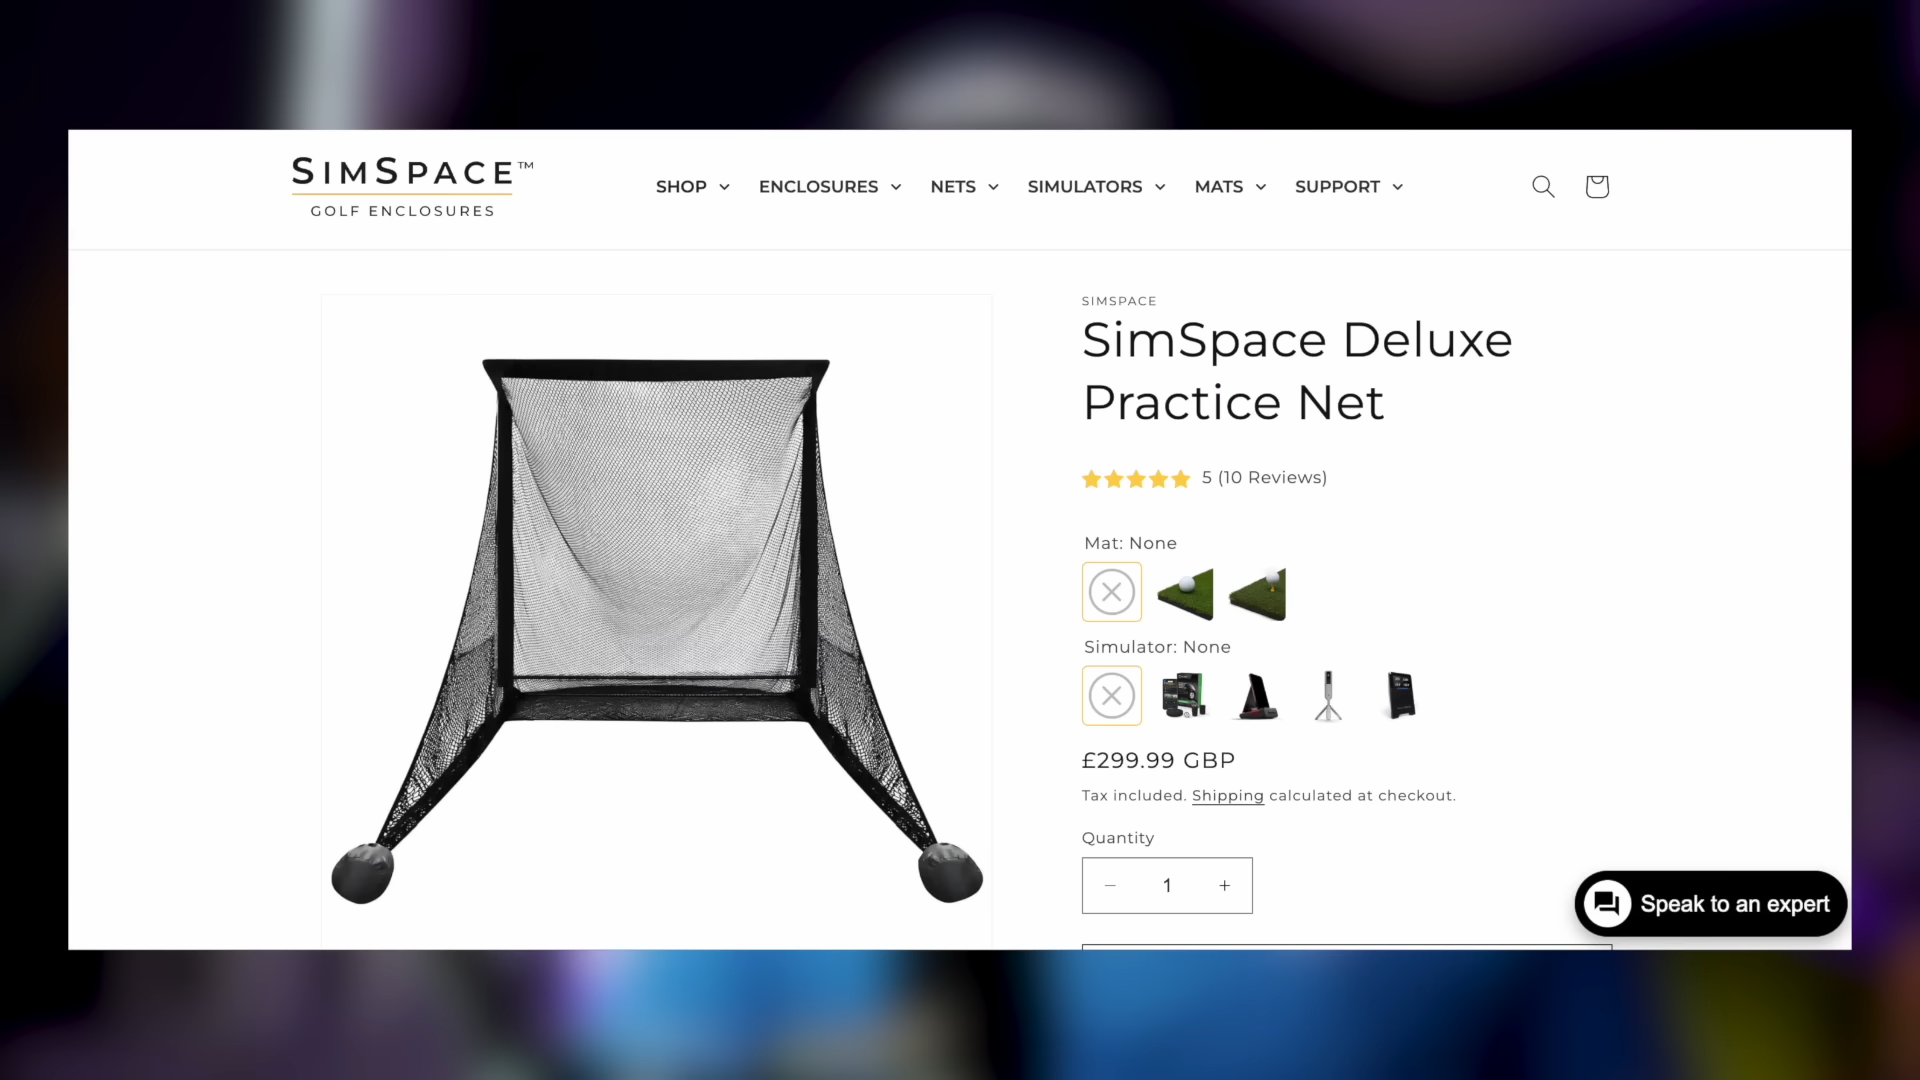 SIMSPACE™
GOLF ENCLOSURES
SHOP
ENCLOSURES
NETS
SIMULATORS
MATS
SUPPORT
SIMSPACE
SimSpace Deluxe
Practice Net
5 (10 Reviews)
Mat: None
Simulator: None
£299.99 GBP
Tax included. Shipping calculated at checkout.
Quantity
1
Speak to an expert